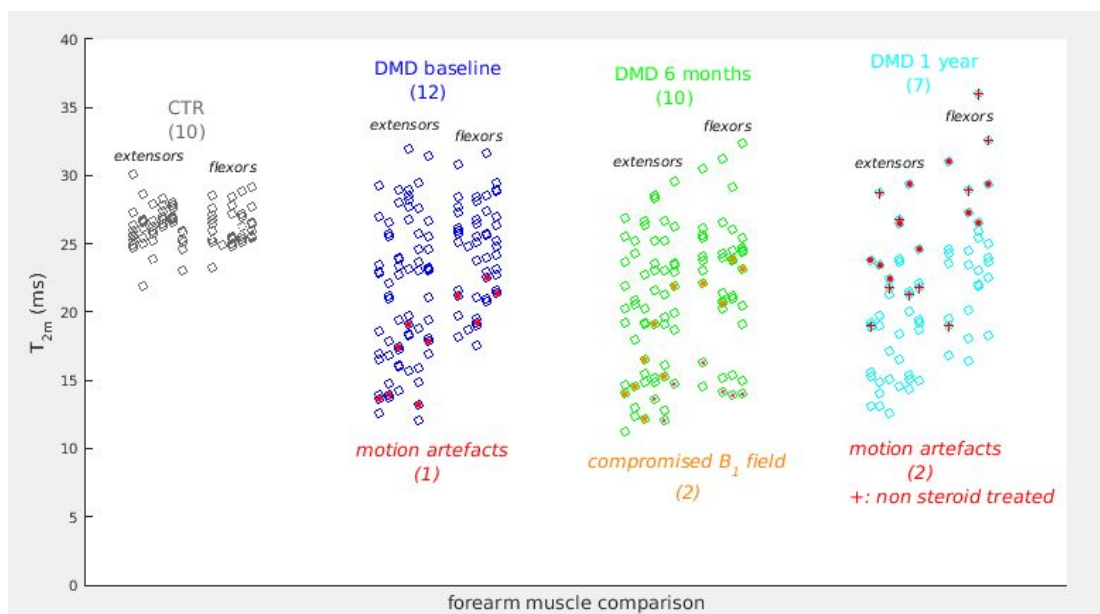 40
35
30
25
20
15
10
5
0
T2m (ms)
CTR
(10)
extensors
flexors
DMD baseline
(12)
extensors
flexors
motion artefacts
(1)
DMD 6 months
(10)
extensors
flexors
compromised B1 field
(2)
DMD 1 year
(7)
extensors
flexors
motion artefacts
(2)
+: non steroid treated
forearm muscle comparison